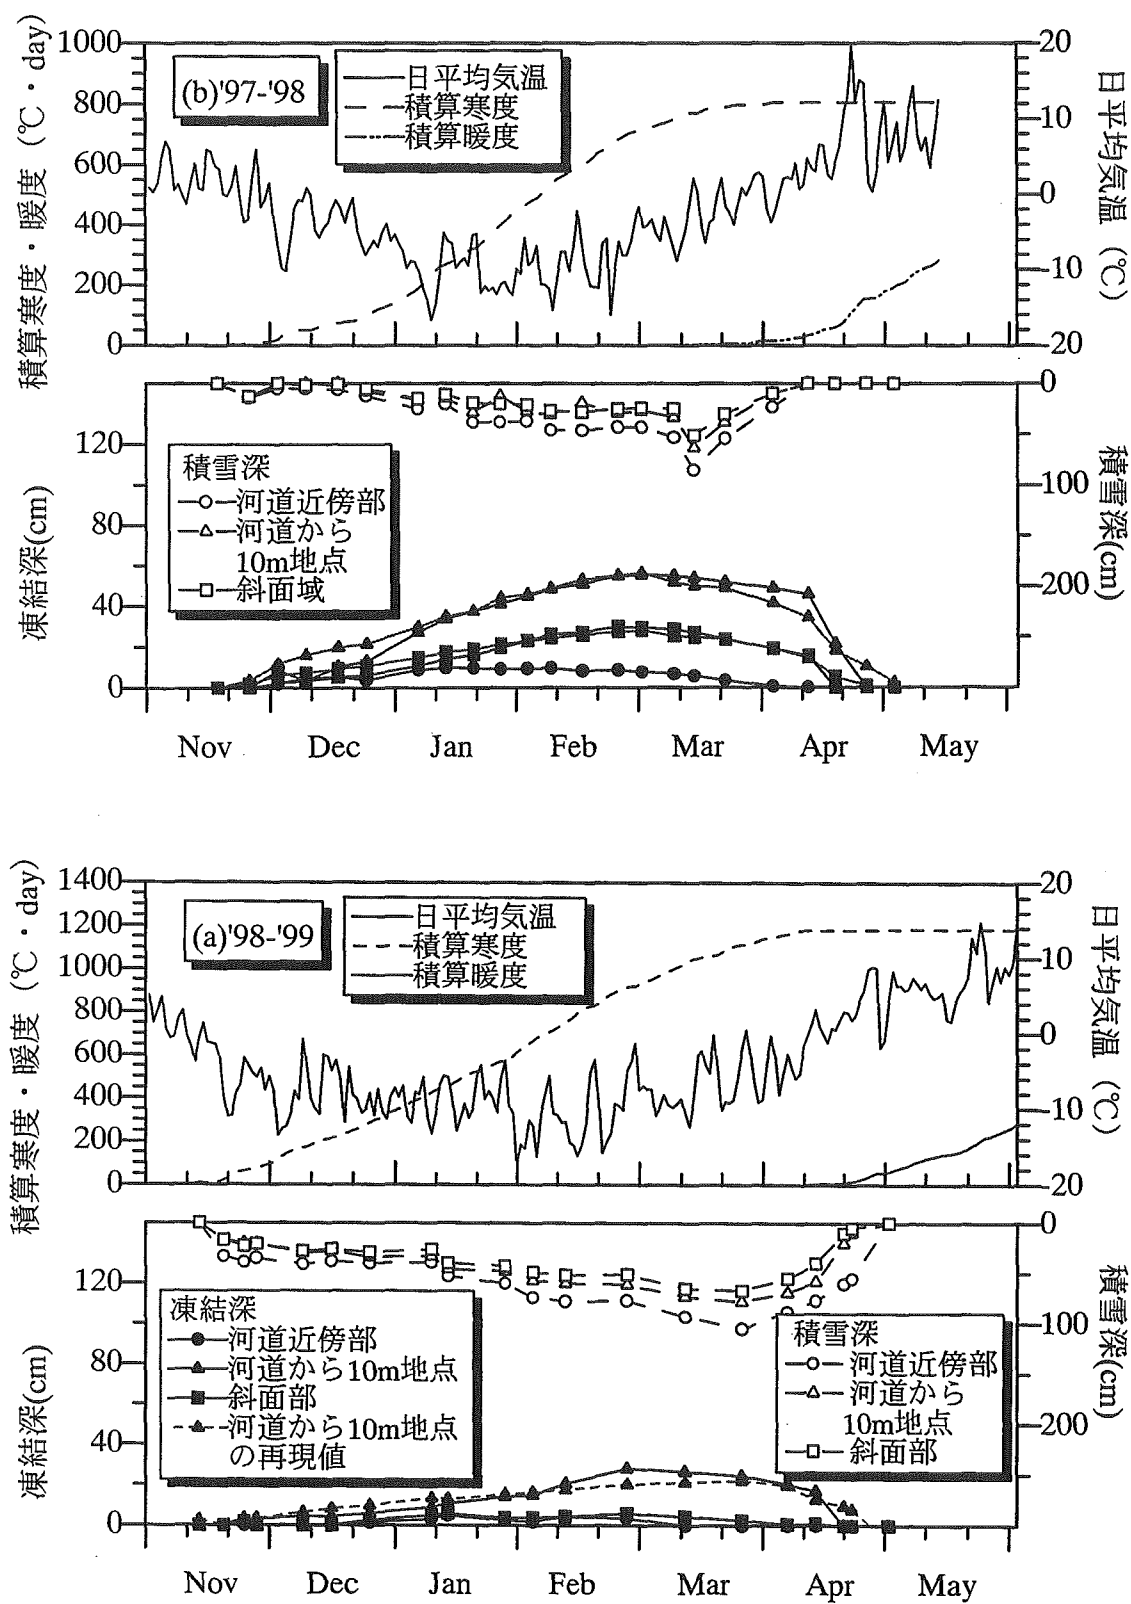 積算寒度・暖度 (℃・day)
1000
800
600
400
200
0
(b)'97-'98
日平均気温
積算寒度
積算暖度
20
10
0
-10
-20
日平均気温 (℃)
凍結深(cm)
120
80
40
0
積雪深
河道近傍部
河道から
10m地点
斜面域
0
-100
-200
積雪深(cm)
Nov Dec Jan Feb Mar Apr May
積算寒度・暖度 (℃・day)
1400
1200
1000
800
600
400
200
0
(a)'98-'99
日平均気温
積算寒度
積算暖度
20
10
0
-10
-20
日平均気温 (℃)
凍結深(cm)
120
80
40
0
凍結深
河道近傍部
河道から10m地点
斜面部
河道から10m地点
の再現値
積雪深
河道近傍部
河道から
10m地点
斜面部
0
-100
-200
積雪深(cm)
Nov Dec Jan Feb Mar Apr May